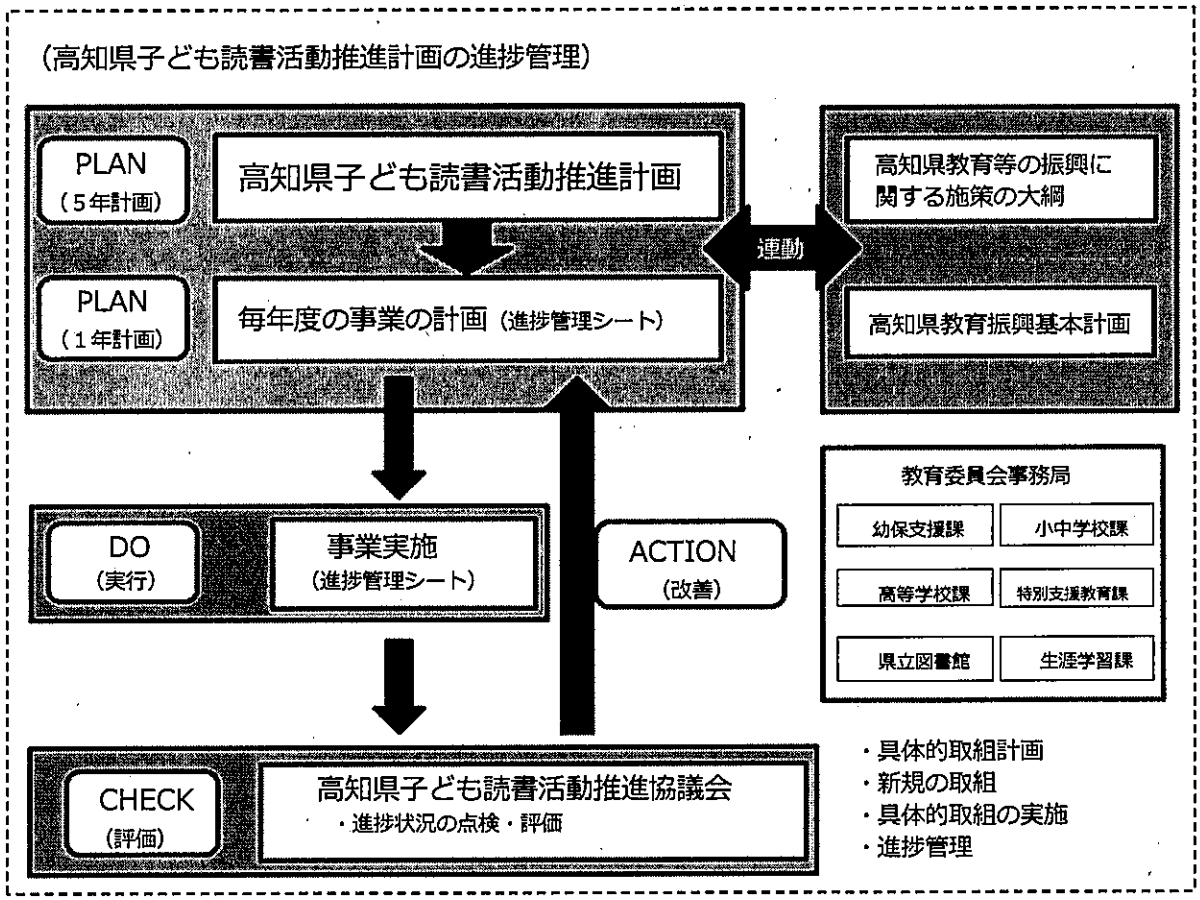 （高知県子ども読書活動推進計画の進捗管理）
PLAN
（５年計画）
高知県子ども読書活動推進計画
PLAN
（１年計画）
毎年度の事業の計画（進捗管理シート）
連動
高知県教育等の振興に
関する施策の大綱
高知県教育振興基本計画
DO
（実行）
事業実施
（進捗管理シート）
ACTION
（改善）
CHECK
（評価）
高知県子ども読書活動推進協議会
・進捗状況の点検・評価
教育委員会事務局
幼保支援課
小中学校課
高等学校課
特別支援教育課
県立図書館
生涯学習課
・具体的取組計画
・新規の取組
・具体的取組の実施
・進捗管理